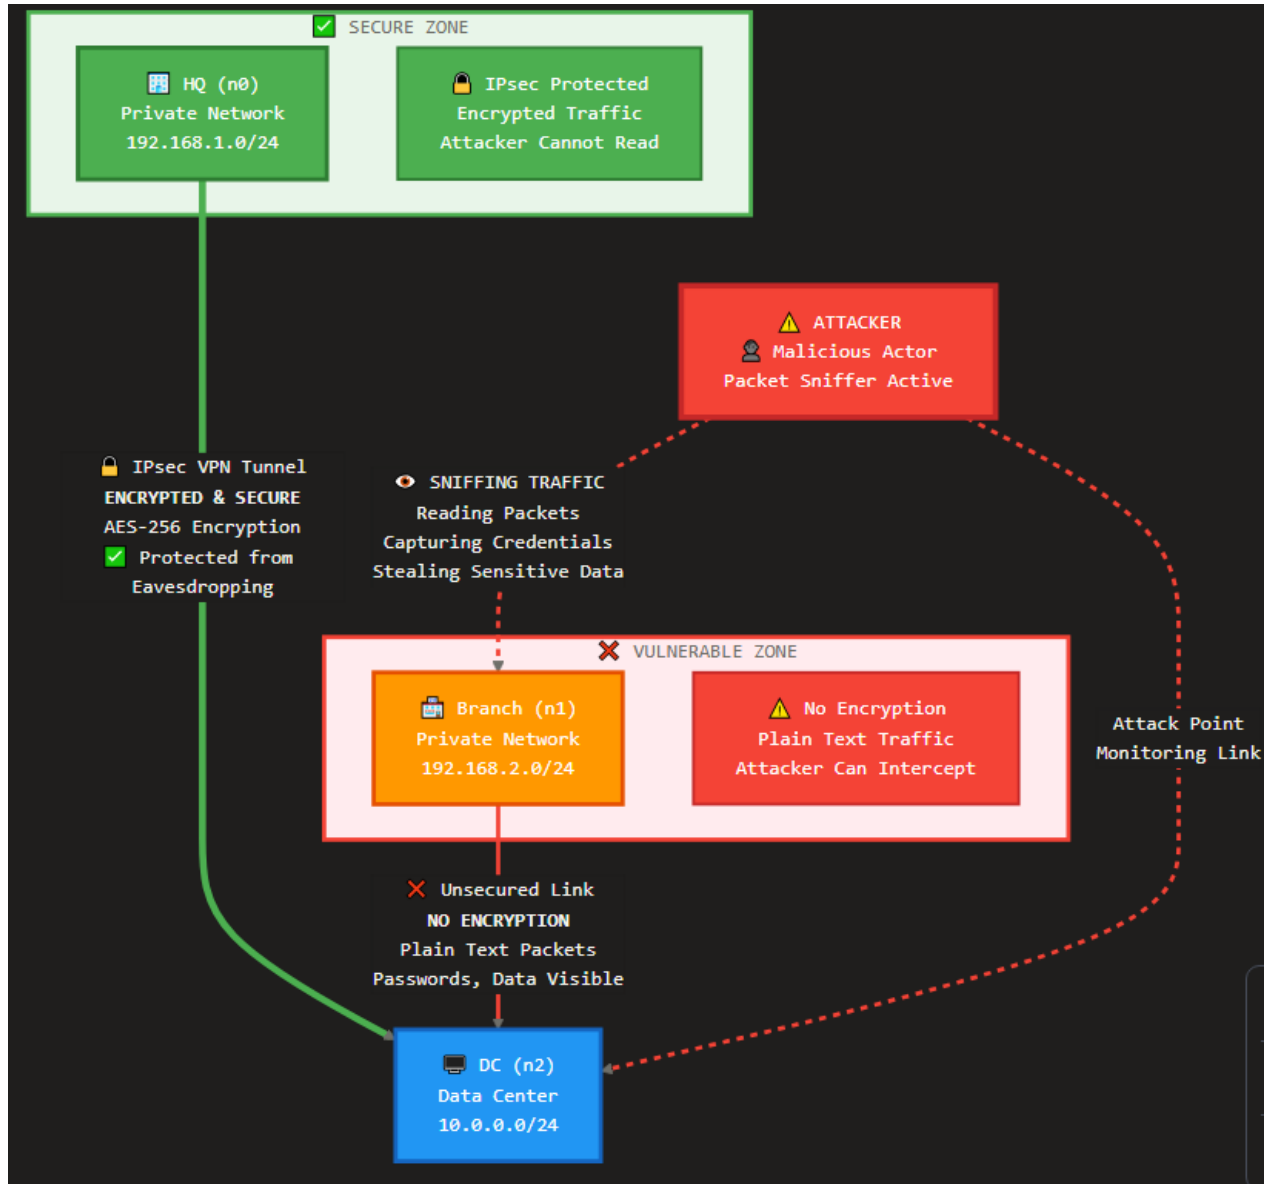 ✅ SECURE ZONE
🏢 HQ (n0)
Private Network
192.168.1.0/24
🔒 IPsec Protected
Encrypted Traffic
Attacker Cannot Read
⚠️ ATTACKER
Malicious Actor
Packet Sniffer Active
🔒 IPsec VPN Tunnel
ENCRYPTED & SECURE
AES-256 Encryption
✅ Protected from
Eavesdropping
👁️ SNIFFING TRAFFIC
Reading Packets
Capturing Credentials
Stealing Sensitive Data
❌ VULNERABLE ZONE
🏤 Branch (n1)
Private Network
192.168.2.0/24
⚠️ No Encryption
Plain Text Traffic
Attacker Can Intercept
Attack Point
Monitoring Link
❌ Unsecured Link
NO ENCRYPTION
Plain Text Packets
Passwords, Data Visible
🖥️ DC (n2)
Data Center
10.0.0.0/24